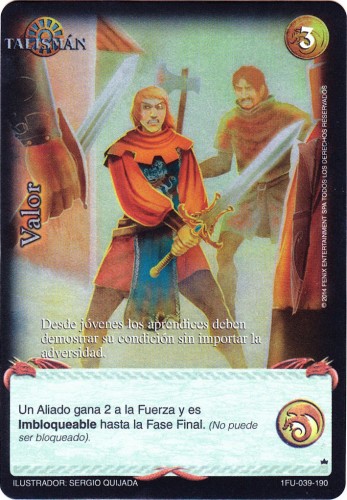 TALISMÁN
3
Valor
© 2014 FENIX ENTERTAINMENT SPA TODOS LOS DERECHOS RESERVADOS
Desde jóvenes los aprendices deben
demostrar su condición sin importar la
adversidad.
Un Aliado gana 2 a la Fuerza y es
Imbloqueable hasta la Fase Final. (No puede
ser bloqueado).
ILUSTRADOR: SERGIO QUIJADA
1FU-039-190